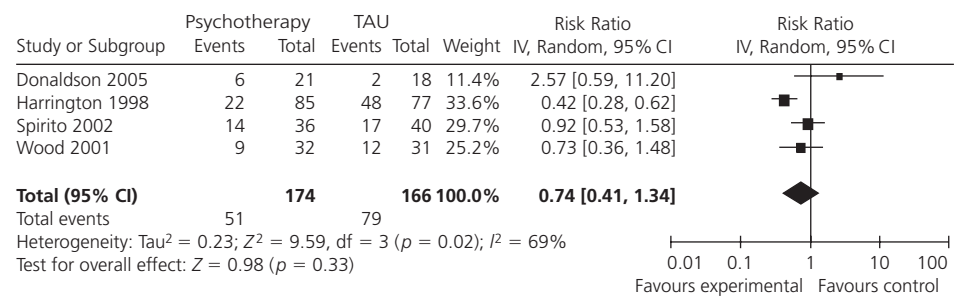 Psychotherapy TAU Risk Ratio Risk Ratio
Study or Subgroup Events Total Events Total Weight IV, Random, 95% CI IV, Random, 95% CI
Donaldson 2005 6 21 2 18 11.4% 2.57 [0.59, 11.20]
Harrington 1998 22 85 48 77 33.6% 0.42 [0.28, 0.62]
Spirito 2002 14 36 17 40 29.7% 0.92 [0.53, 1.58]
Wood 2001 9 32 12 31 25.2% 0.73 [0.36, 1.48]
Total (95% CI) 174 166 100.0% 0.74 [0.41, 1.34]
Total events 51 79
Heterogeneity: Tau² = 0.23; Z² = 9.59, df = 3 (p = 0.02); I² = 69%
Test for overall effect: Z = 0.98 (p = 0.33)
0.01 0.1 1 10 100
Favours experimental Favours control